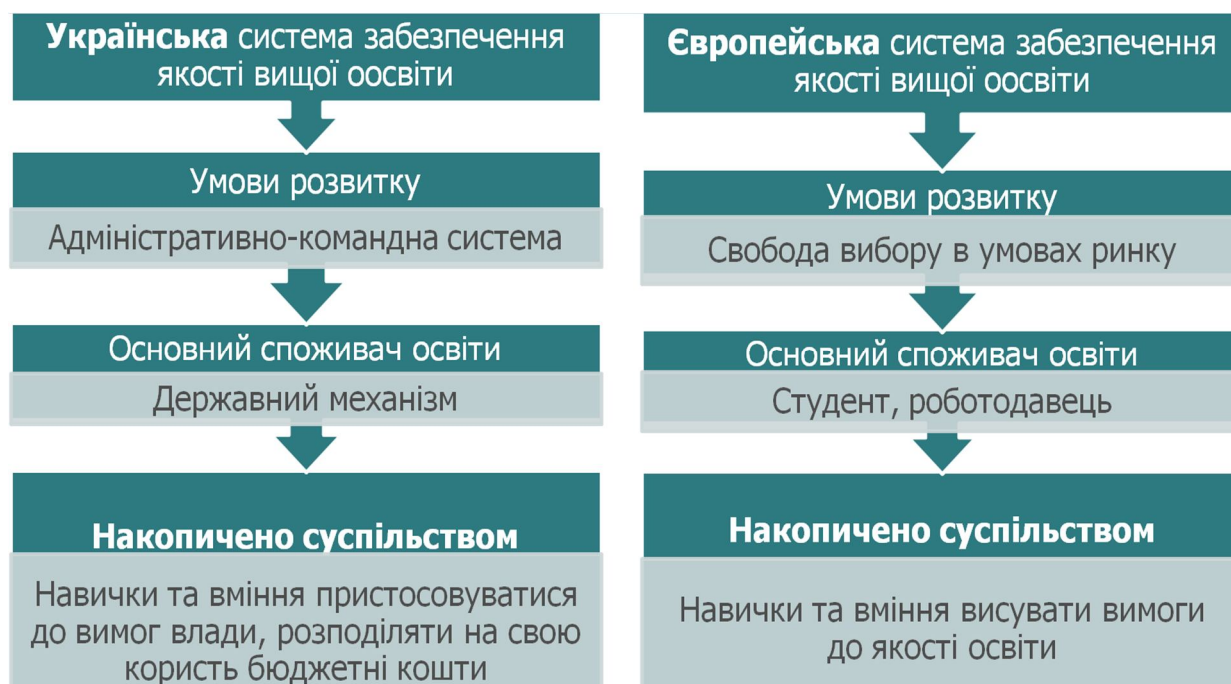 Українська система забезпечення
якості вищої оосвіти
Умови розвитку
Адміністративно-командна система
Основний споживач освіти
Державний механізм
Накопичено суспільством
Навички та вміння пристосовуватися
до вимог влади, розподіляти на свою
користь бюджетні кошти
Європейська система забезпечення
якості вищої оосвіти
Умови розвитку
Свобода вибору в умовах ринку
Основний споживач освіти
Студент, роботодавець
Накопичено суспільством
Навички та вміння висувати вимоги
до якості освіти